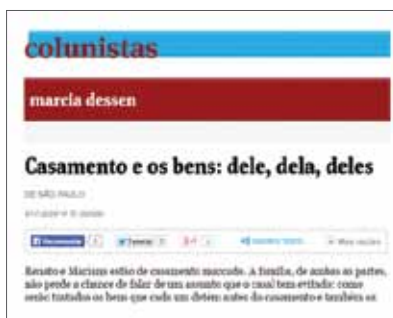 colunistas
marcia dessen
Casamento e os bens: dele, dela, deles
DE SÃO PAULO
Renato e Mariana estão de casamento marcado. A família, de ambas as partes,
não perde a chance de falar de um assunto que o casal tem evitado: como
serão tratados os bens que cada um detém antes do casamento e também os